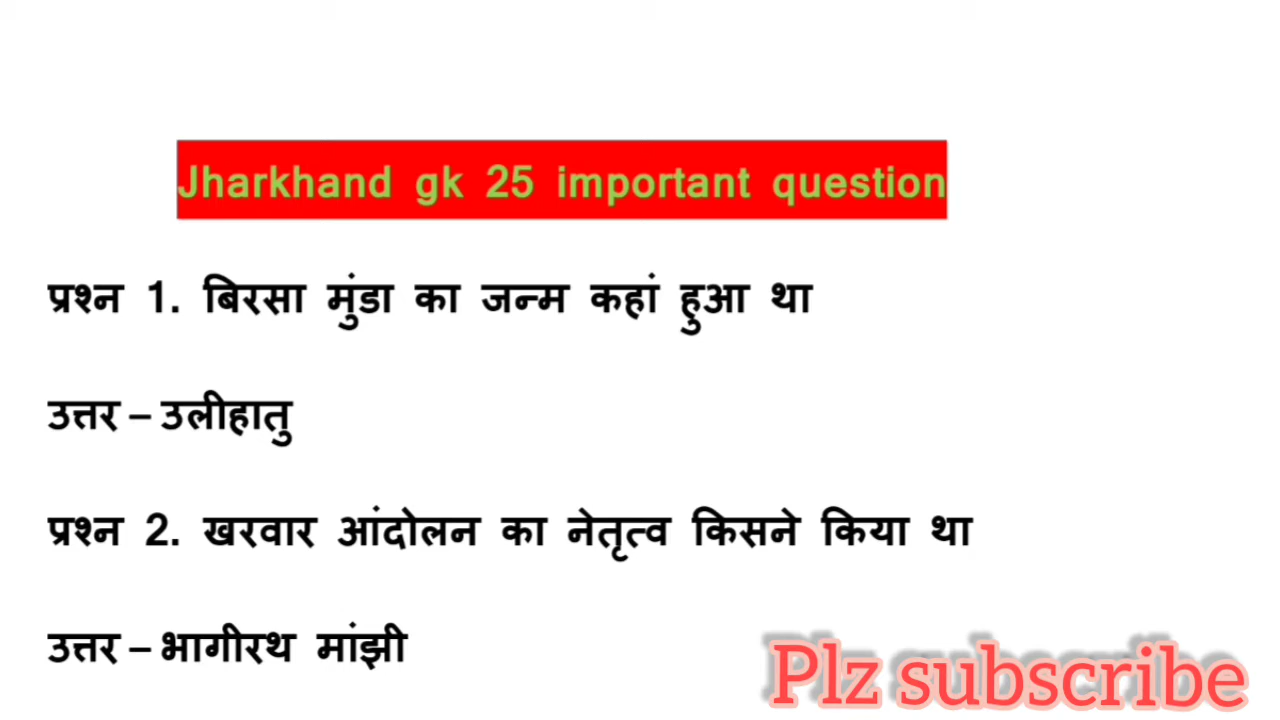 Jharkhand gk 25 important question
प्रश्न 1. बिरसा मुंडा का जन्म कहां हुआ था
उत्तर – उलीहातु
प्रश्न 2. खरवार आंदोलन का नेतृत्व किसने किया था
उत्तर – भागीरथ मांझी
Plz subscribe